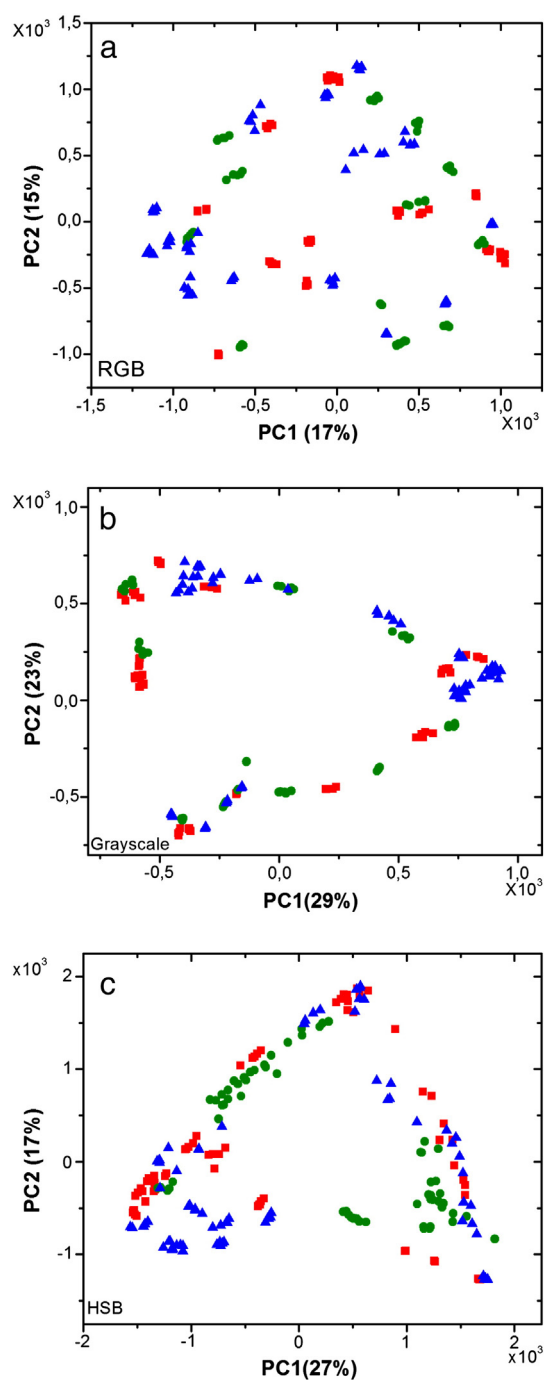 X10³
a
1,5
1,0
0,5
0,0
-0,5
-1,0
PC2 (15%)
RGB
-1,5
-1,0
-0,5
0,0
0,5
1,0
X10³
PC1 (17%)
X10³
b
1,0
0,5
0,0
-0,5
PC2 (23%)
Grayscale
-0,5
0,0
0,5
1,0
X10³
PC1(29%)
x10³
c
2
1
0
-1
PC2 (17%)
HSB
-2
-1
0
1
2
x10³
PC1(27%)